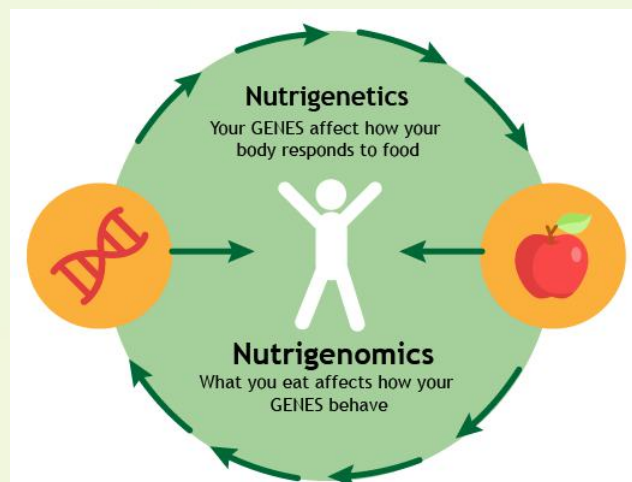 Nutrigenetics
Your GENES affect how your
body responds to food
Nutrigenomics
What you eat affects how your
GENES behave